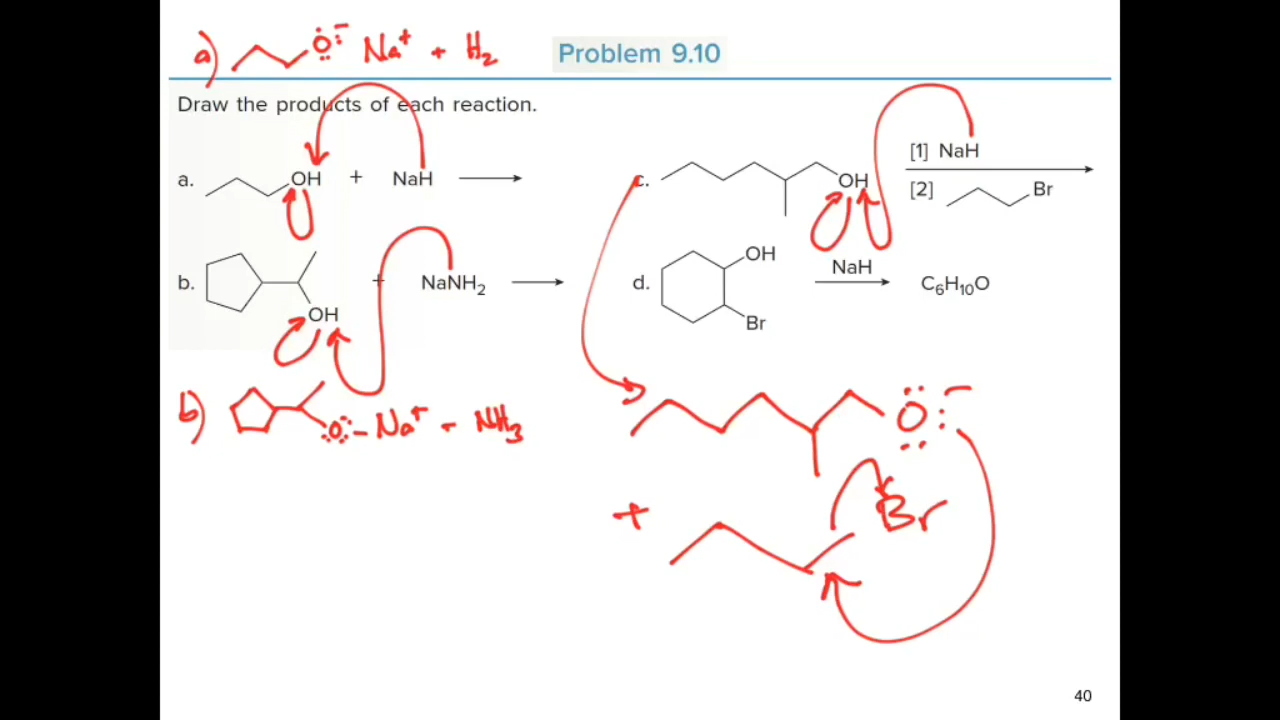 a) O:⁻ Na⁺ + H₂
Problem 9.10
Draw the products of each reaction.
a. OH + NaH
b. OH + NaNH₂
c. OH [1] NaH
[2] Br
d. OH Br NaH C₆H₁₀O
b) O:- Na⁺ + NH₃
O:⁻
+ Br
40